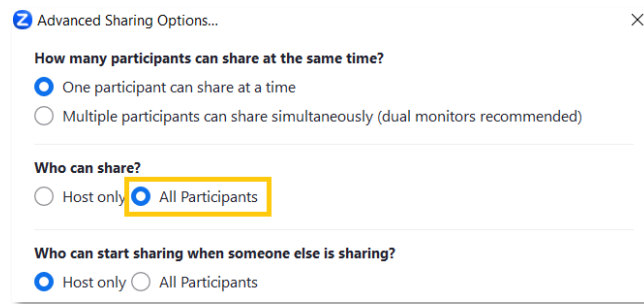 Advanced Sharing Options...
How many participants can share at the same time?
One participant can share at a time
Multiple participants can share simultaneously (dual monitors recommended)
Who can share?
Host only All Participants
Who can start sharing when someone else is sharing?
Host only All Participants